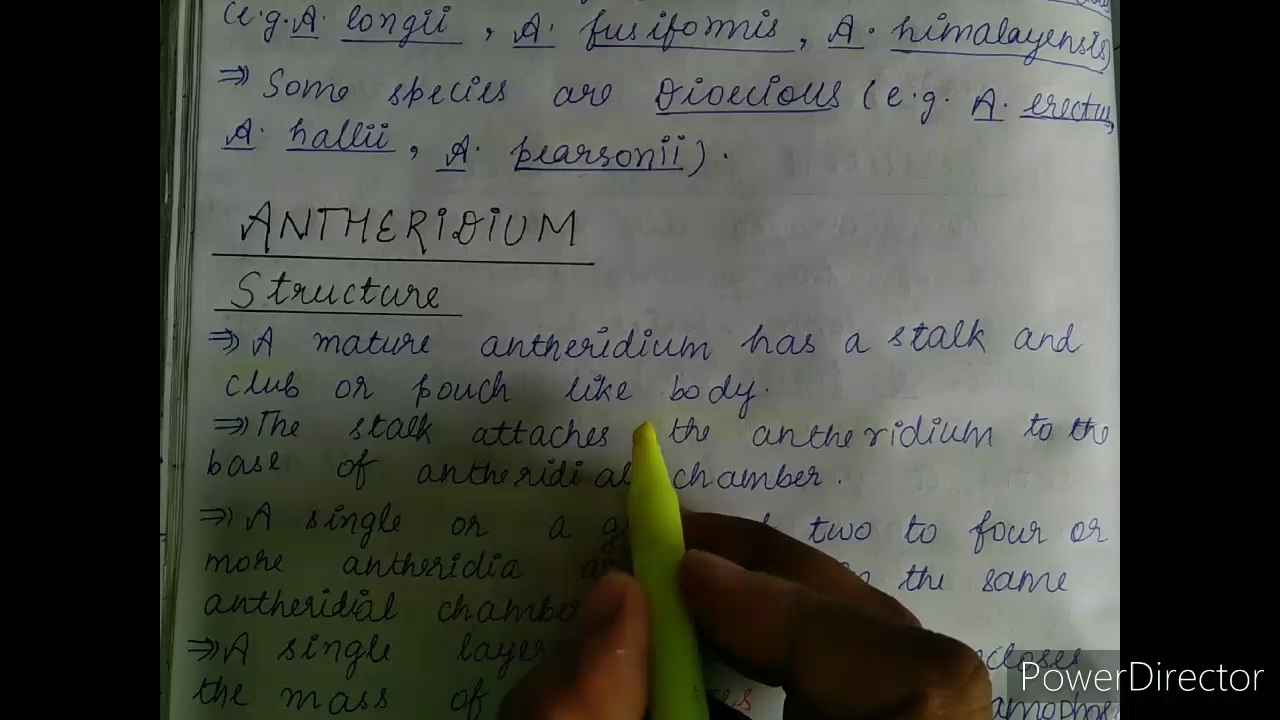 (e.g. A. longii, A. fusiformis, A. himalayensis)
⇒ Some species are Dioecious (e.g. A. erectus,
A. hallii, A. pearsonii).
ANTHERIDIUM
Structure
⇒ A mature antheridium has a stalk and
club or pouch like body.
⇒ The stalk attaches the antheridium to the
base of antheridial chamber.
⇒ A single or a two to four or
more antheridia the same
antheridial chamber
⇒ A single layer
the mass of
PowerDirector